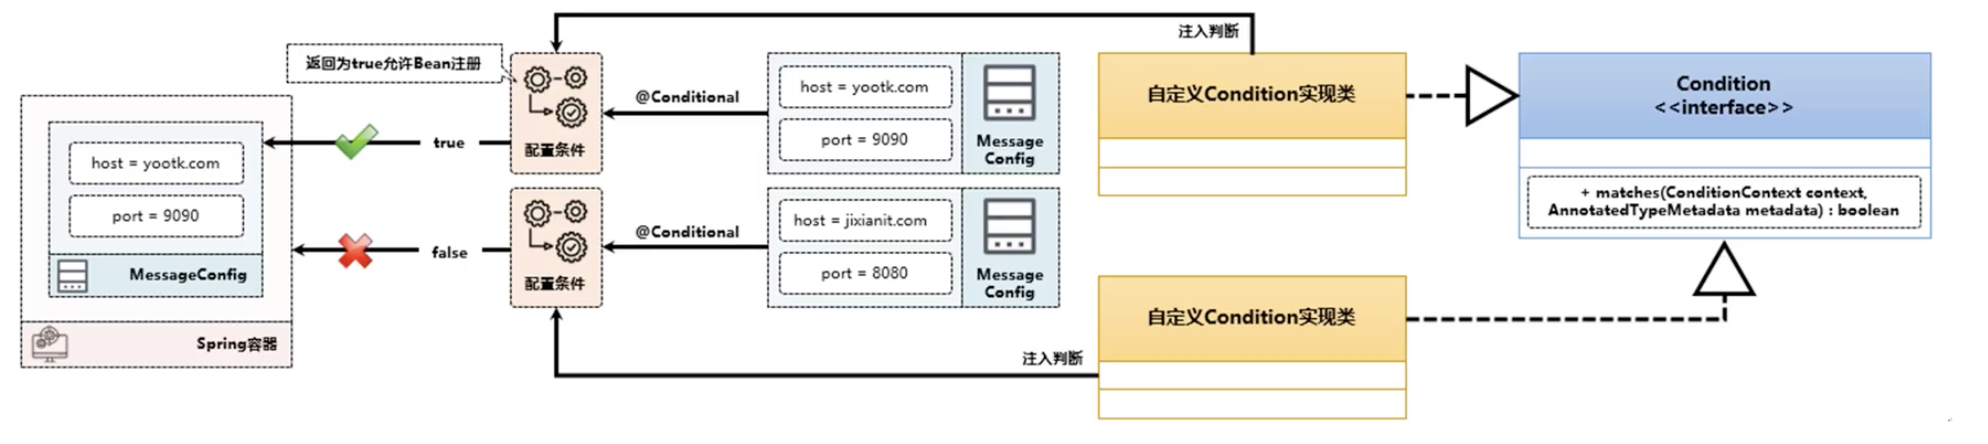 返回为true允许Bean注册
host = yootk.com
port = 9090
MessageConfig
Spring容器
true
false
配置条件
配置条件
@Conditional
@Conditional
host = yootk.com
port = 9090
Message
Config
host = jixianit.com
port = 8080
Message
Config
注入判断
自定义Condition实现类
注入判断
自定义Condition实现类
Condition
<<interface>>
+ matches(ConditionContext context,
AnnotatedTypeMetadata metadata) : boolean